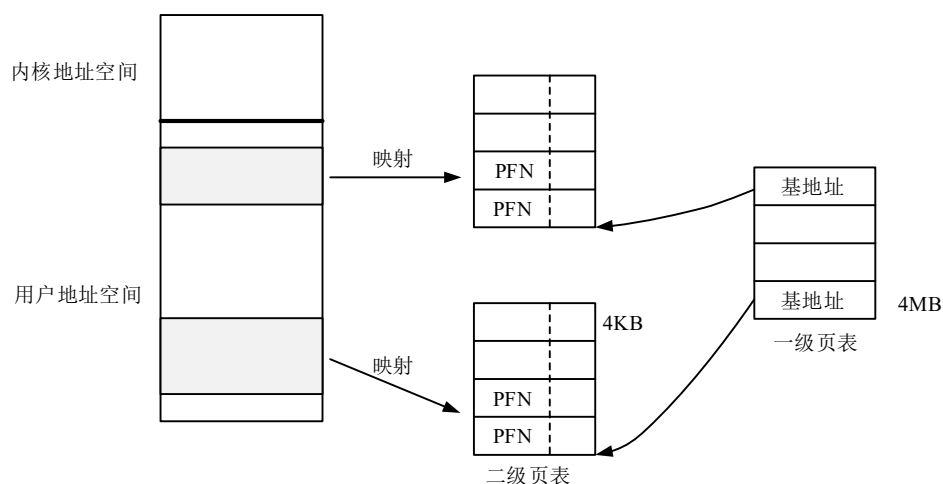 内核地址空间
映射
PFN
PFN
基地址
用户地址空间
4KB
基地址
4MB
一级页表
映射
PFN
PFN
二级页表